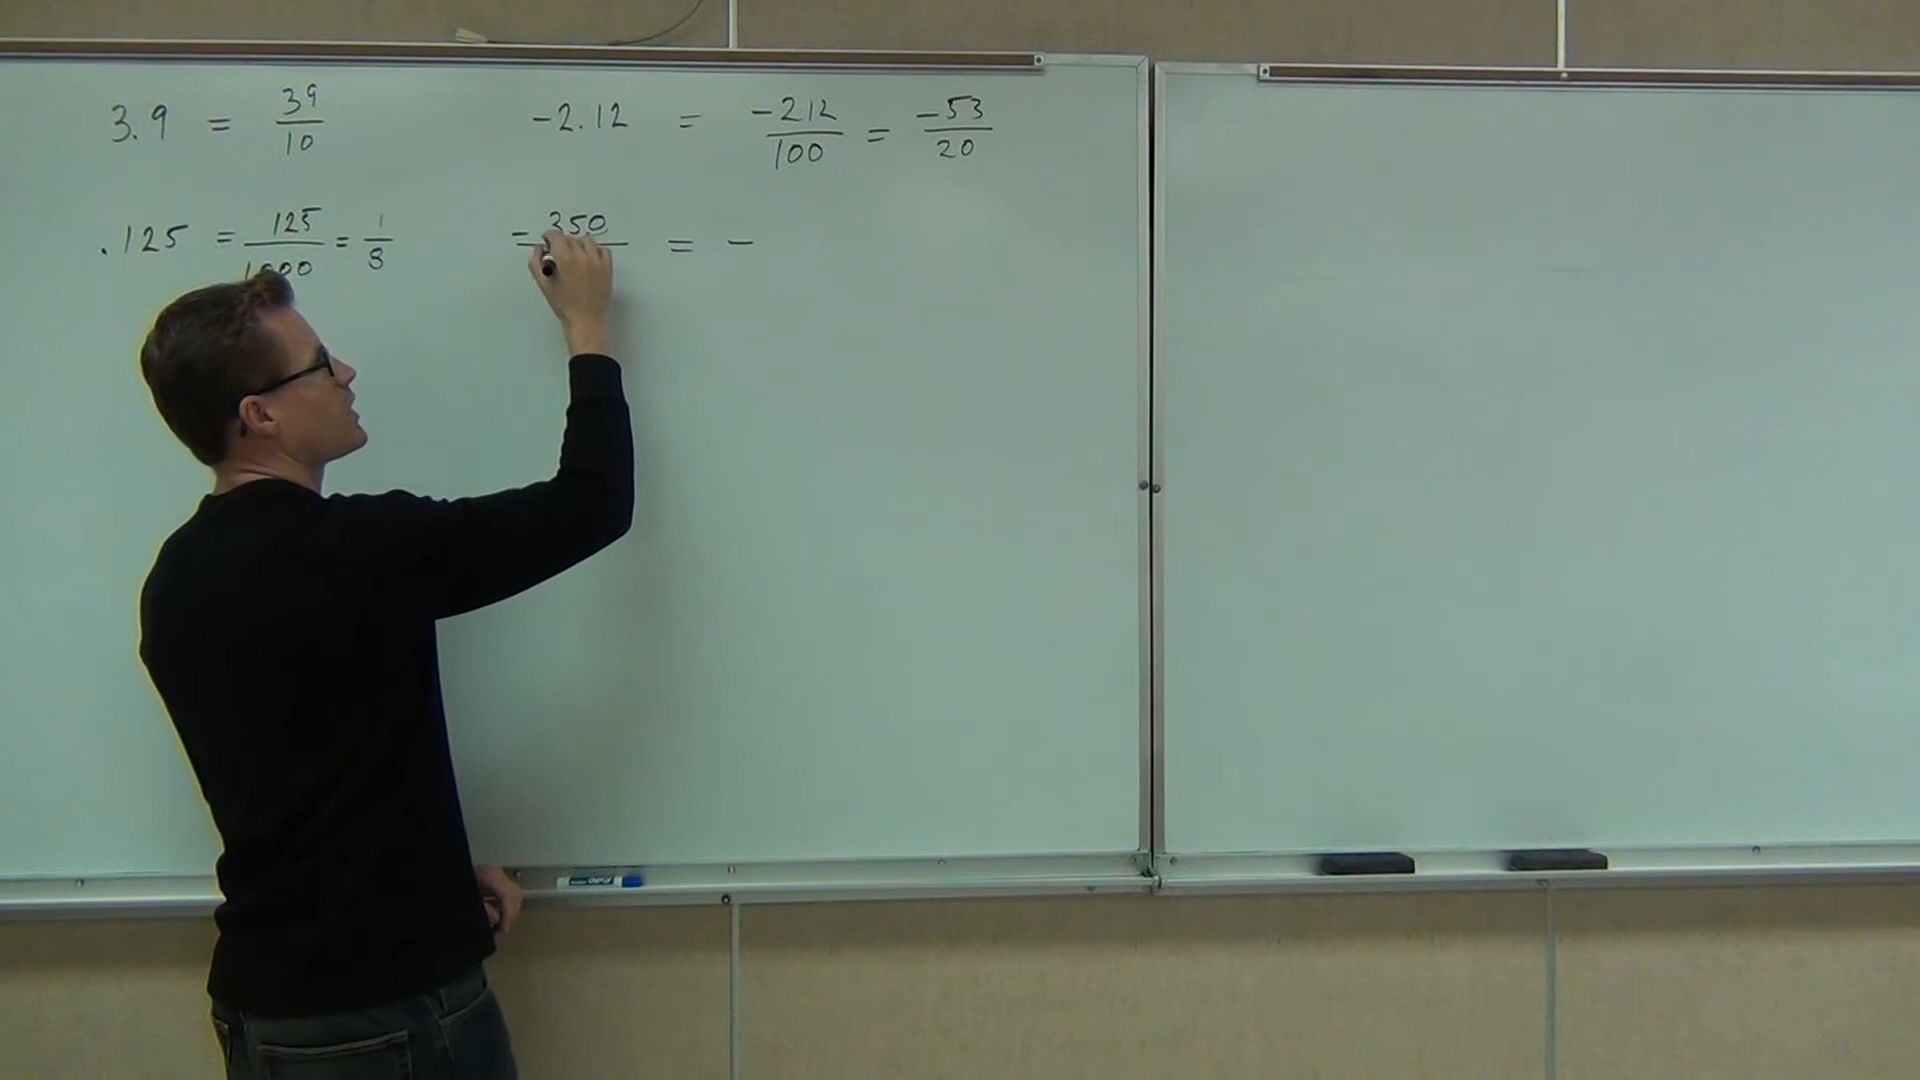 3.9 = 39/10
-2.12 = -212/100 = -53/20
.125 = 125/1000 = 1/8
-350 = -